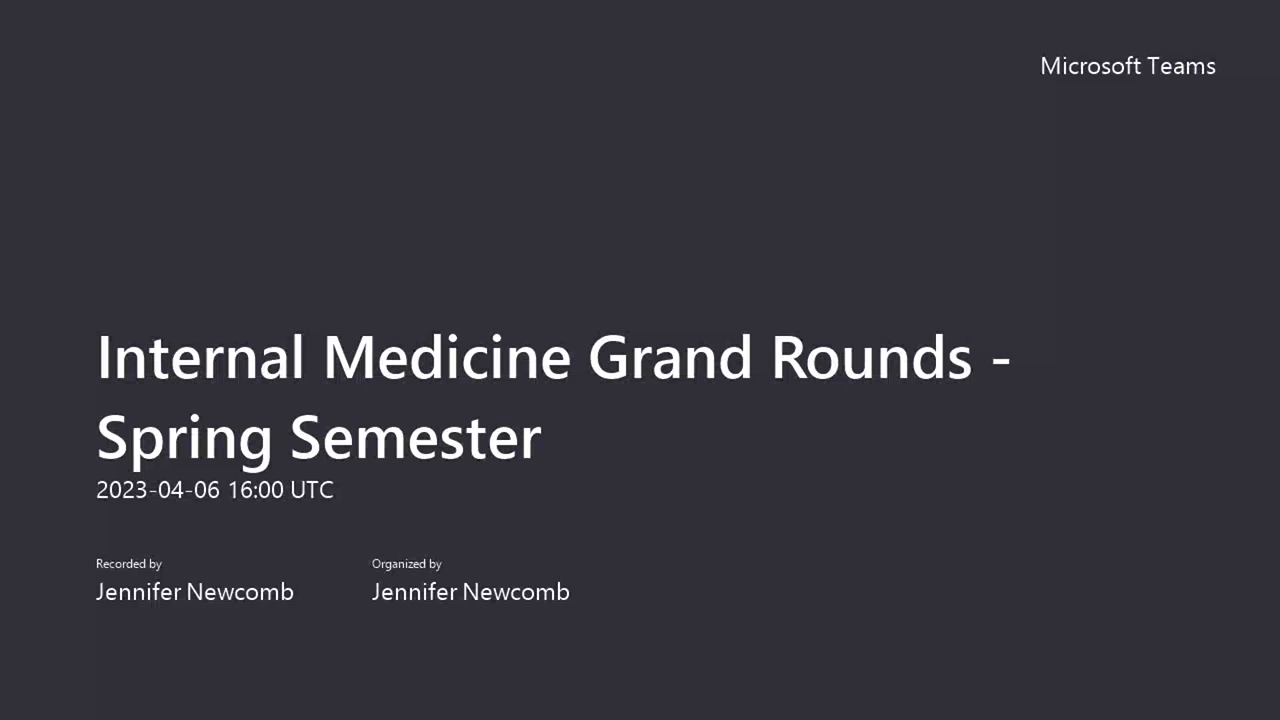 Microsoft Teams
Internal Medicine Grand Rounds -
Spring Semester
2023-04-06 16:00 UTC
Recorded by
Jennifer Newcomb
Organized by
Jennifer Newcomb